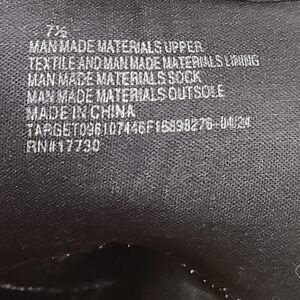 7½
MAN MADE MATERIALS UPPER
TEXTILE AND MAN MADE MATERIALS LINING
MAN MADE MATERIALS SOCK
MAN MADE MATERIALS OUTSOLE
MADE IN CHINA
TARGET096107446F16898276-04/24
RN#17730